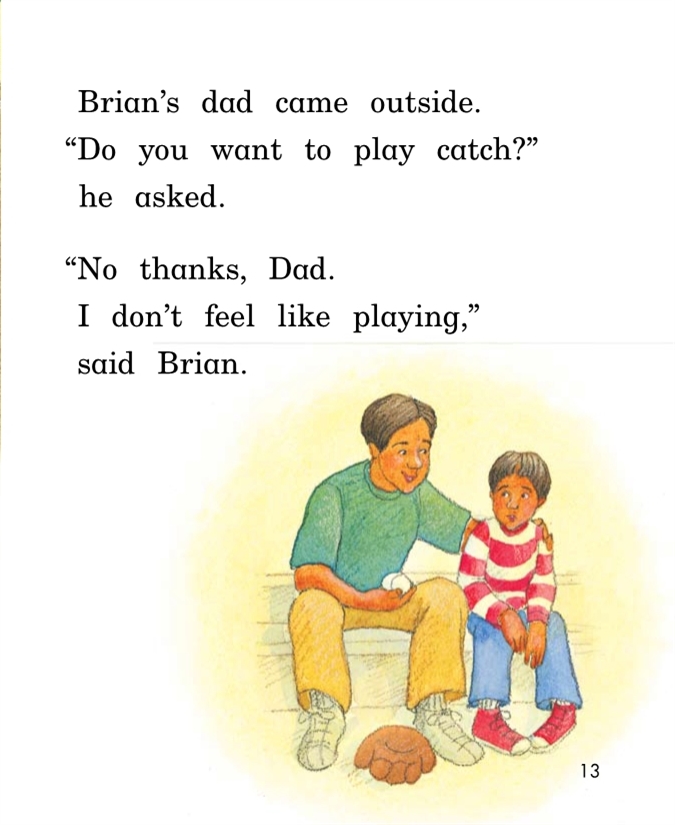 Brian’s dad came outside.
“Do you want to play catch?”
he asked.
“No thanks, Dad.
I don’t feel like playing,”
said Brian.
13